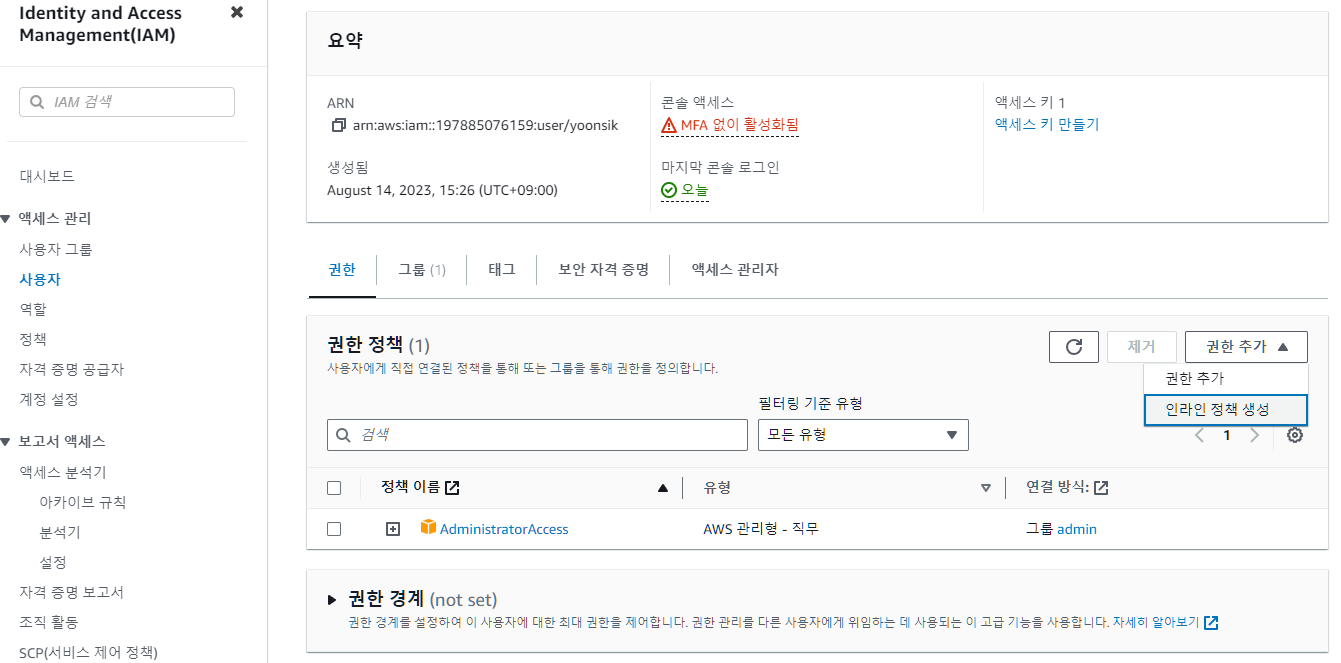 Identity and Access
Management(IAM)
IAM 검색
대시보드
액세스 관리
사용자 그룹
사용자
역할
정책
자격 증명 공급자
계정 설정
보고서 액세스
액세스 분석기
아카이브 규칙
분석기
설정
자격 증명 보고서
조직 활동
SCP(서비스 제어 정책)
요약
ARN
arn:aws:iam::197885076159:user/yoonsik
생성됨
August 14, 2023, 15:26 (UTC+09:00)
콘솔 액세스
MFA 없이 활성화됨
마지막 콘솔 로그인
오늘
액세스 키 1
액세스 키 만들기
권한 그룹 (1) 태그 보안 자격 증명 액세스 관리자
권한 정책 (1)
사용자에게 직접 연결된 정책을 통해 또는 그룹을 통해 권한을 정의합니다.
제거 권한 추가
권한 추가
인라인 정책 생성
필터링 기준 유형
검색 모든 유형 1
정책 이름 유형 연결 방식:
AdministratorAccess AWS 관리형 - 직무 그룹 admin
권한 경계 (not set)
권한 경계를 설정하여 이 사용자에 대한 최대 권한을 제어합니다. 권한 관리를 다른 사용자에게 위임하는 데 사용되는 이 고급 기능을 사용합니다. 자세히 알아보기